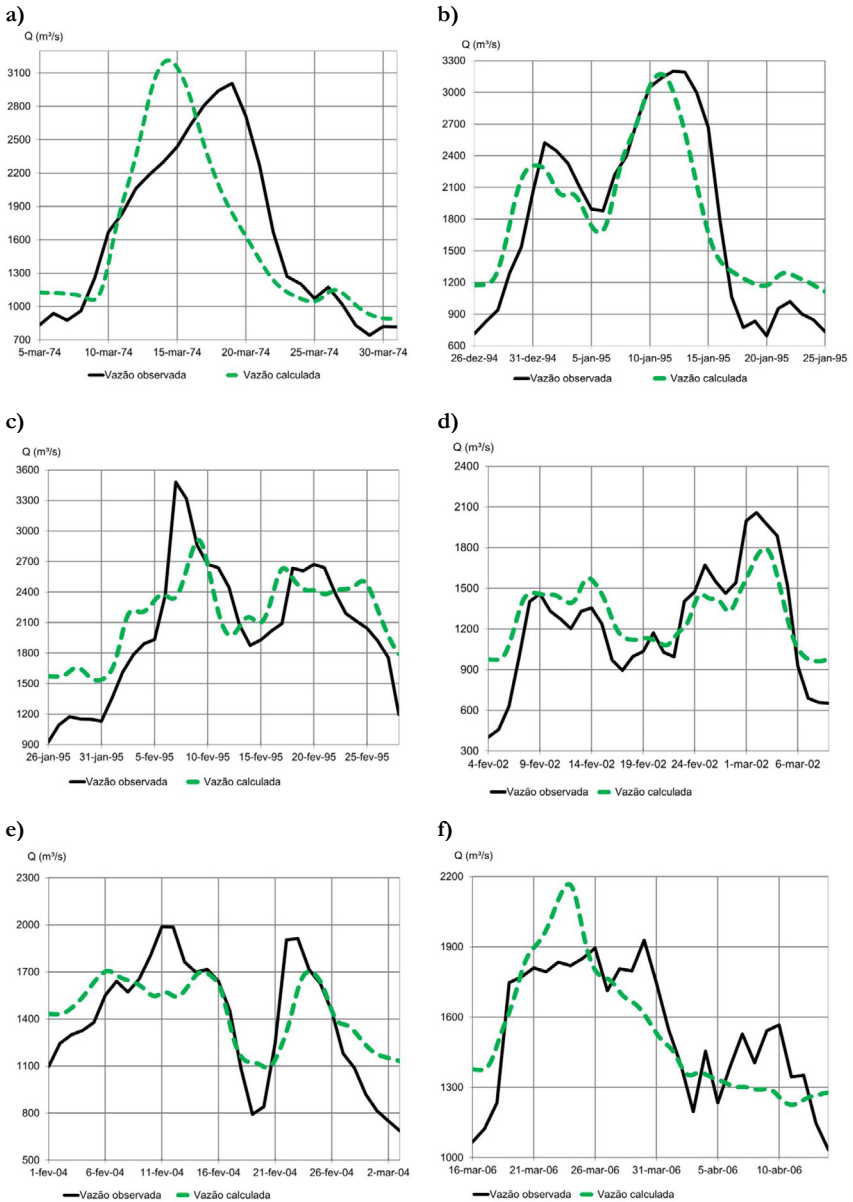 a)
Q (m³/s)
3100
2800
2500
2200
1900
1600
1300
1000
700
5-mar-74 10-mar-74 15-mar-74 20-mar-74 25-mar-74 30-mar-74
Vazão observada Vazão calculada
b)
Q (m³/s)
3300
3000
2700
2400
2100
1800
1500
1200
900
600
26-dez-94 31-dez-94 5-jan-95 10-jan-95 15-jan-95 20-jan-95 25-jan-95
Vazão observada Vazão calculada
c)
Q (m³/s)
3600
3300
3000
2700
2400
2100
1800
1500
1200
900
26-jan-95 31-jan-95 5-fev-95 10-fev-95 15-fev-95 20-fev-95 25-fev-95
Vazão observada Vazão calculada
d)
Q (m³/s)
2400
2100
1800
1500
1200
900
600
300
4-fev-02 9-fev-02 14-fev-02 19-fev-02 24-fev-02 1-mar-02 6-mar-02
Vazão observada Vazão calculada
e)
Q (m³/s)
2300
2000
1700
1400
1100
800
500
1-fev-04 6-fev-04 11-fev-04 16-fev-04 21-fev-04 26-fev-04 2-mar-04
Vazão observada Vazão calculada
f)
Q (m³/s)
2200
1900
1600
1300
1000
16-mar-06 21-mar-06 26-mar-06 31-mar-06 5-abr-06 10-abr-06
Vazão observada Vazão calculada